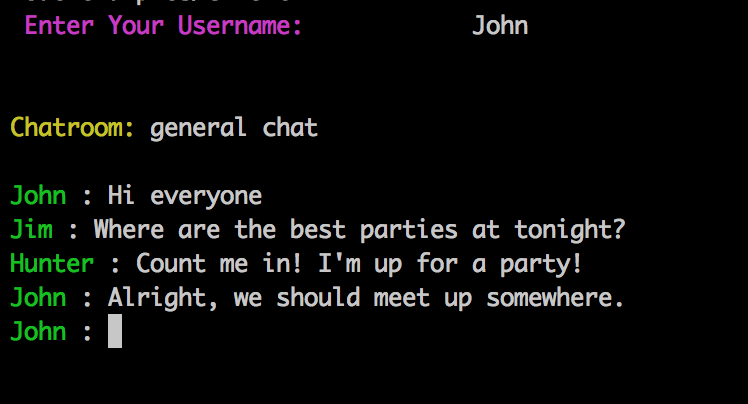 Enter Your Username: John
Chatroom: general chat
John : Hi everyone
Jim : Where are the best parties at tonight?
Hunter : Count me in! I'm up for a party!
John : Alright, we should meet up somewhere.
John :